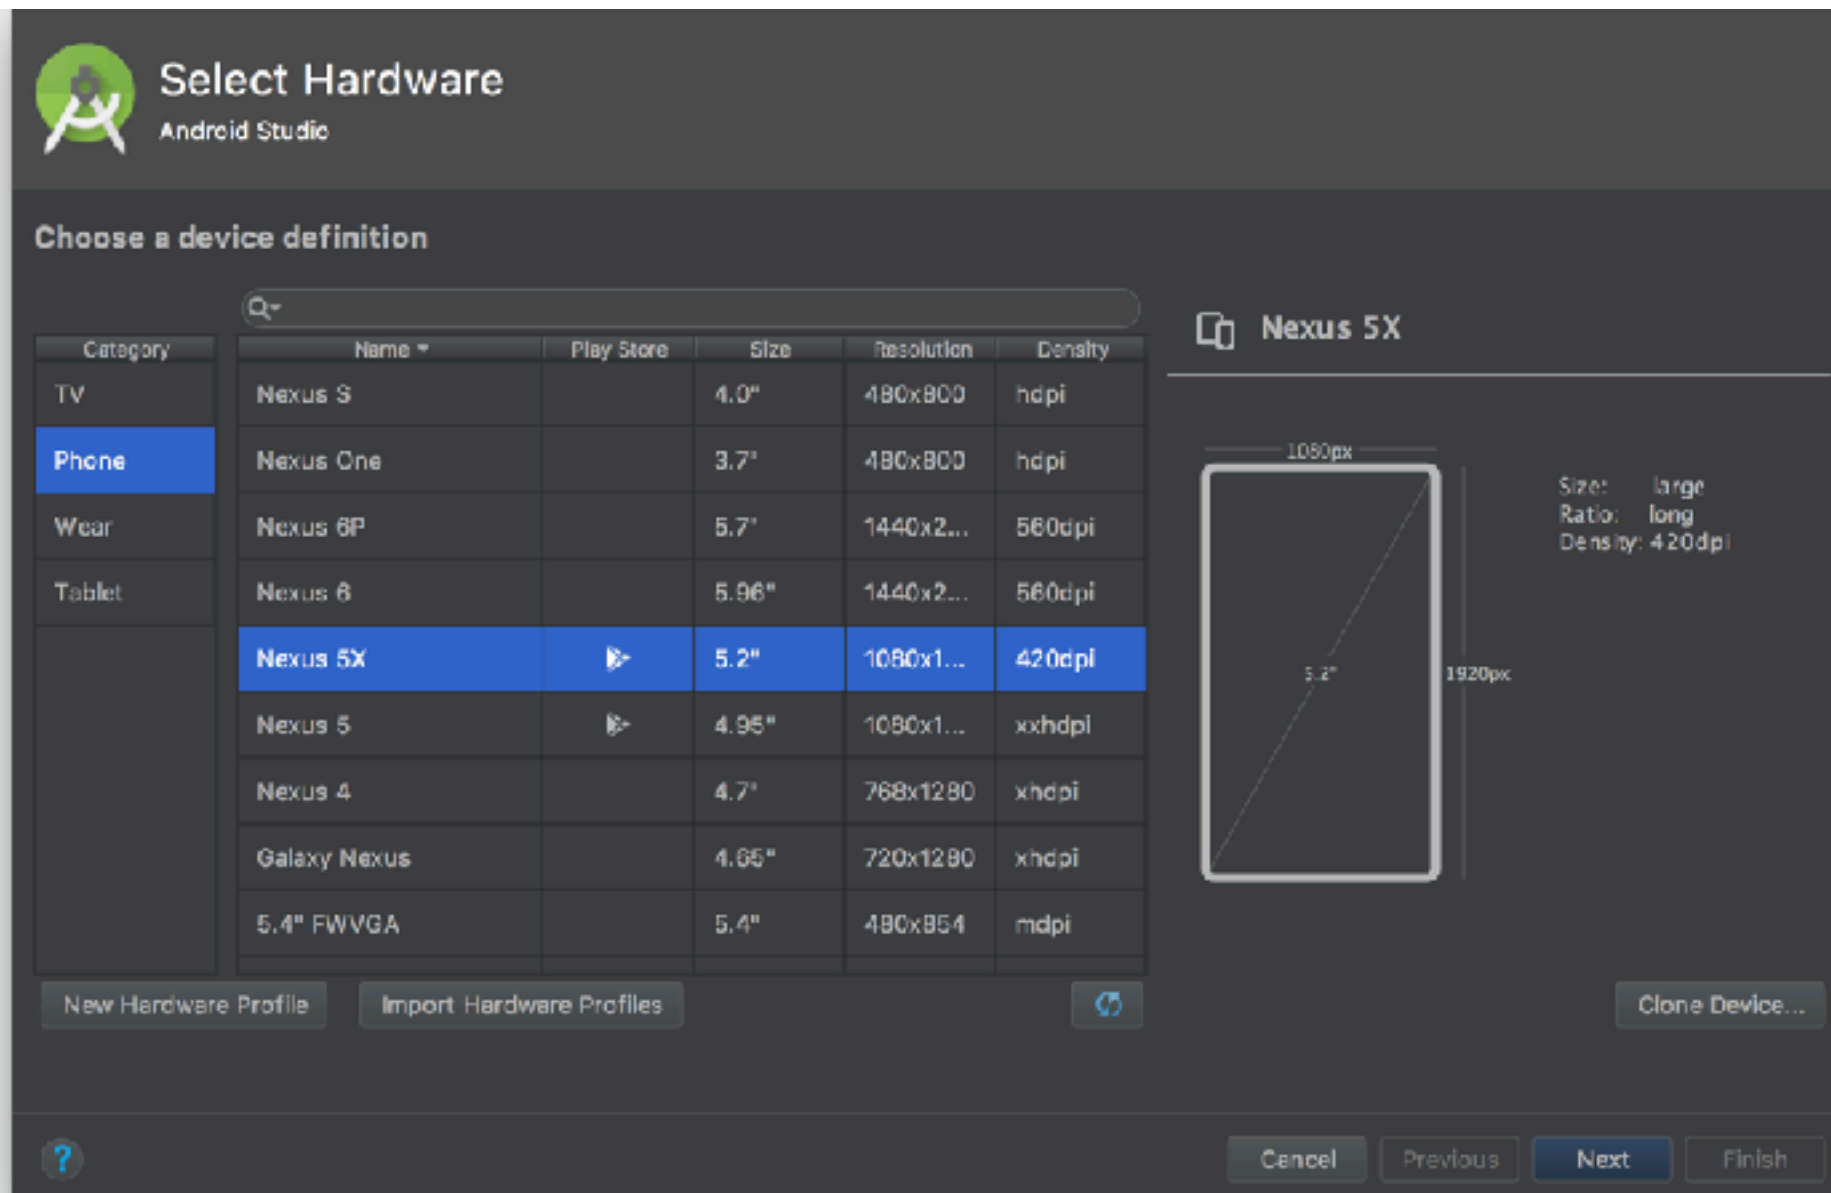 Select Hardware
Android Studio
Choose a device definition
Category
TV
Phone
Wear
Tablet
Name Play Store Size Resolution Density
Nexus S 4.0" 480x800 hdpi
Nexus One 3.7" 480x800 hdpi
Nexus 6P 5.7" 1440x2... 560dpi
Nexus 6 5.96" 1440x2... 560dpi
Nexus 5X 5.2" 1080x1... 420dpi
Nexus 5 4.95" 1080x1... xxhdpi
Nexus 4 4.7" 768x1280 xhdpi
Galaxy Nexus 4.65" 720x1280 xhdpi
5.4" FWVGA 5.4" 480x854 mdpi
Nexus 5X
1080px
5.2"
1920px
Size: large
Ratio: long
Density: 420dpi
New Hardware Profile
Import Hardware Profiles
Clone Device...
?
Cancel
Previous
Next
Finish